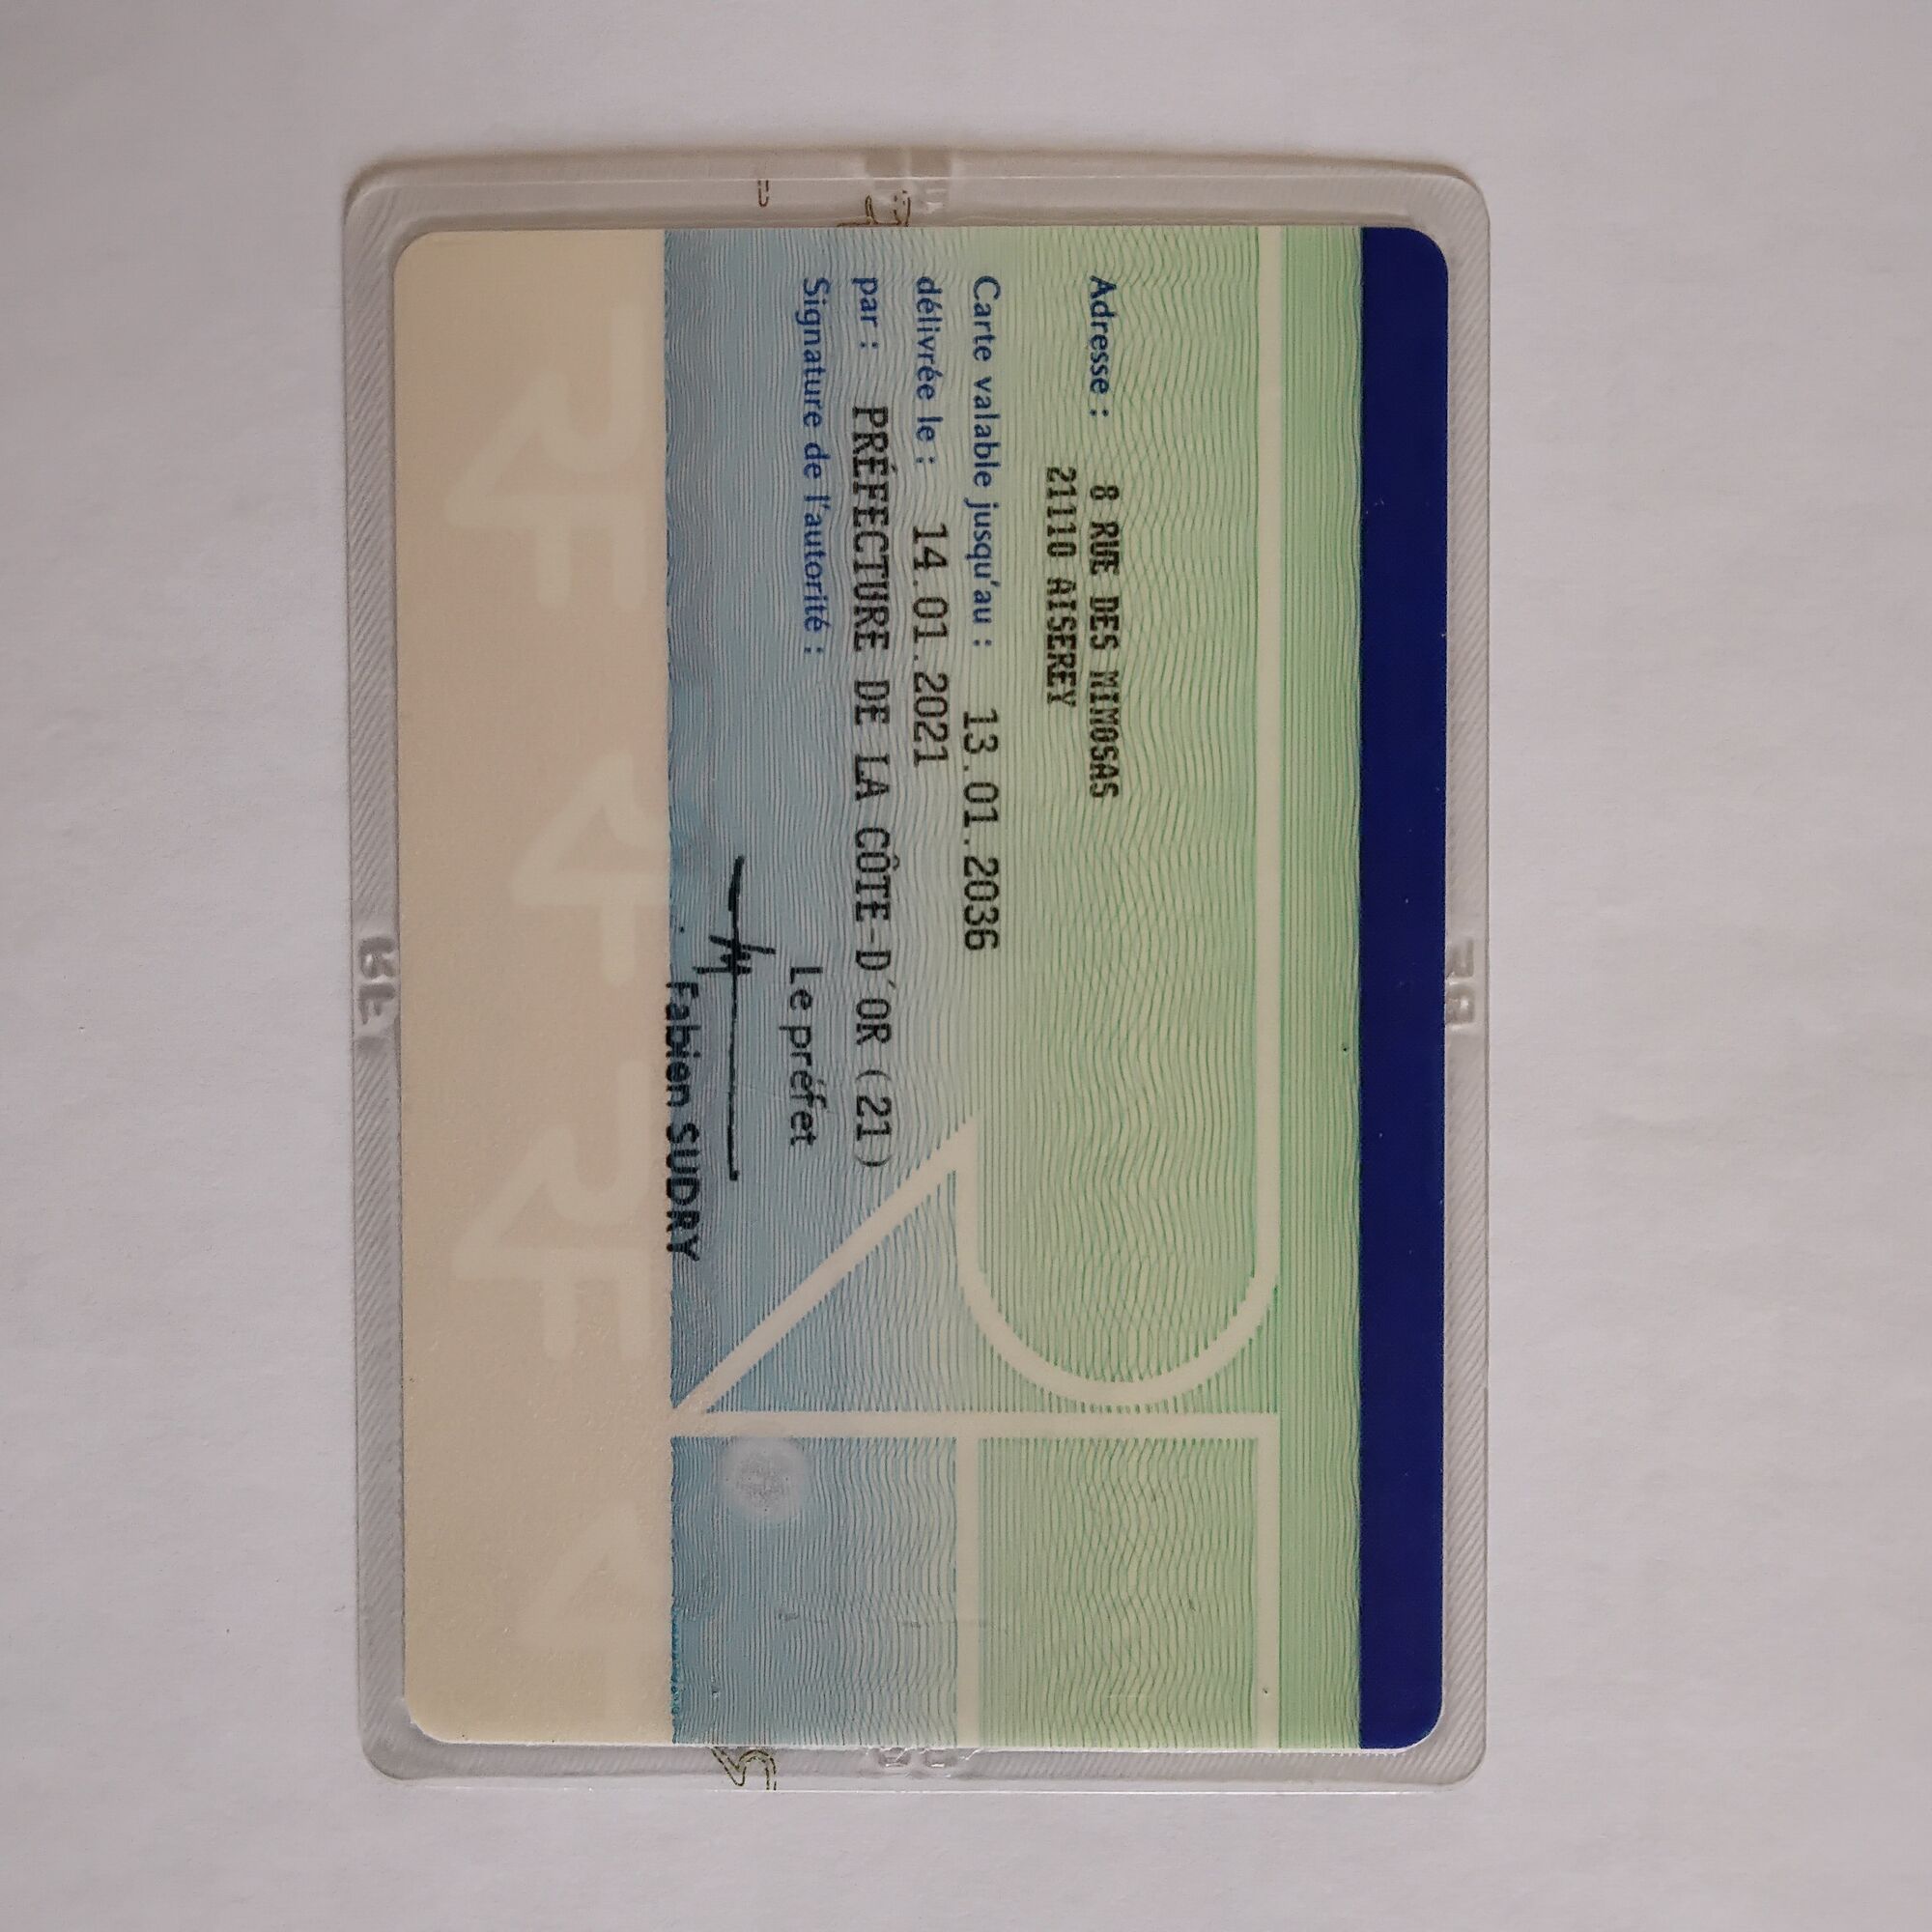 Adresse : 8 RUE DES MIMOSAS
21110 AISEREY
Carte valable jusqu'au : 13.01.2036
délivrée le : 14.01.2021
par : PRÉFECTURE DE LA CÔTE-D'OR (21)
Signature de l'autorité :
Le préfet
Fabien SUDRY